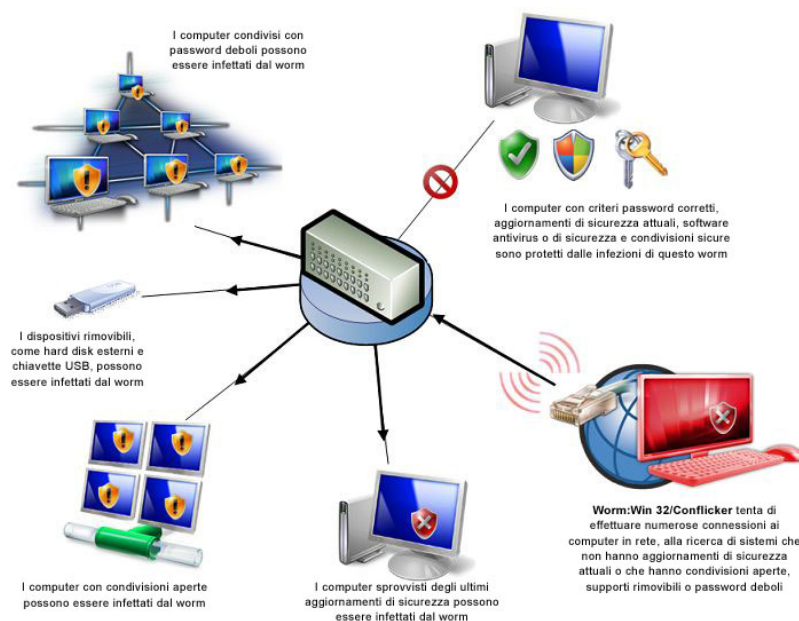 I computer condivisi con
password deboli possono
essere infettati dal worm
I computer con criteri password corretti,
aggiornamenti di sicurezza attuali, software
antivirus o di sicurezza e condivisioni sicure
sono protetti dalle infezioni di questo worm
I dispositivi rimovibili,
come hard disk esterni e
chiavette USB, possono
essere infettati dal worm
Worm:Win 32/Conflicker tenta di
effettuare numerose connessioni ai
computer in rete, alla ricerca di sistemi che
non hanno aggiornamenti di sicurezza
attuali o che hanno condivisioni aperte,
supporti rimovibili o password deboli
I computer con condivisioni aperte
possono essere infettati dal worm
I computer sprovvisti degli ultimi
aggiornamenti di sicurezza possono
essere infettati dal worm